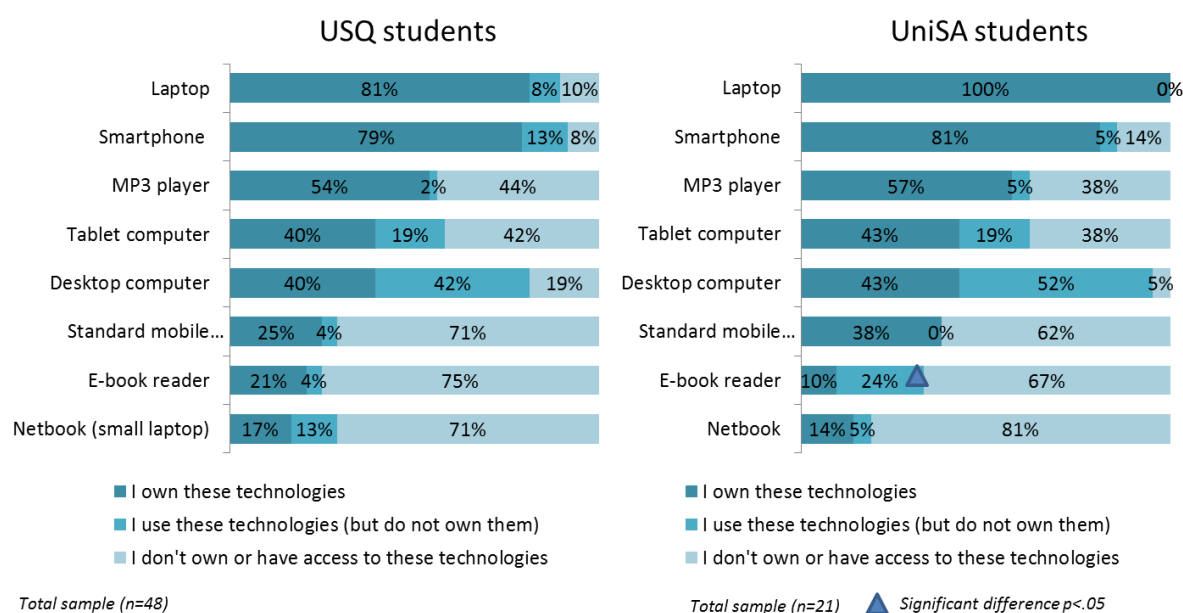 USQ students
Laptop 81% 8% 10%
Smartphone 79% 13% 8%
MP3 player 54% 2% 44%
Tablet computer 40% 19% 42%
Desktop computer 40% 42% 19%
Standard mobile... 25% 4% 71%
E-book reader 21% 4% 75%
Netbook (small laptop) 17% 13% 71%
I own these technologies
I use these technologies (but do not own them)
I don't own or have access to these technologies
Total sample (n=48)
UniSA students
Laptop 100% 0%
Smartphone 81% 5% 14%
MP3 player 57% 5% 38%
Tablet computer 43% 19% 38%
Desktop computer 43% 52% 5%
Standard mobile... 38% 0% 62%
E-book reader 10% 24% 67%
Netbook 14% 5% 81%
I own these technologies
I use these technologies (but do not own them)
I don't own or have access to these technologies
Total sample (n=21) Significant difference p<.05